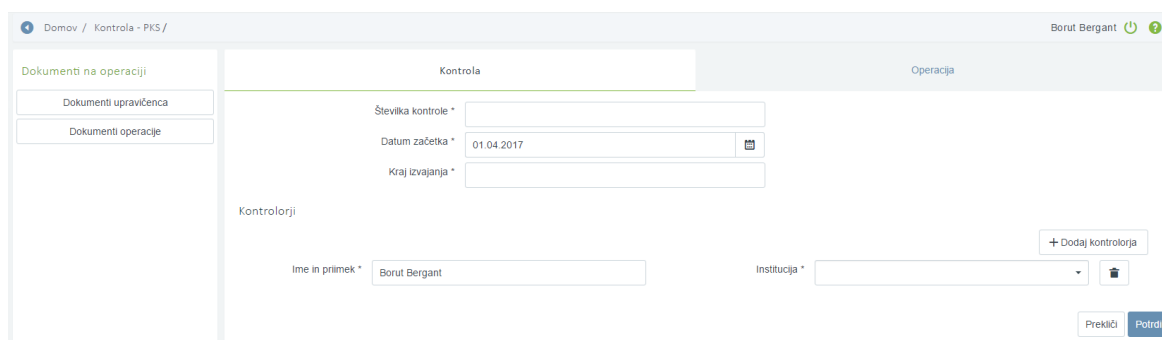 Domov / Kontrola - PKS /
Borut Bergant
Dokumenti na operaciji
Dokumenti upravičenca
Dokumenti operacije
Kontrola
Operacija
Številka kontrole *
Datum začetka * 01.04.2017
Kraj izvajanja *
Kontrolorji
+ Dodaj kontrolorja
Ime in priimek * Borut Bergant
Institucija *
Prekliči
Potrdi